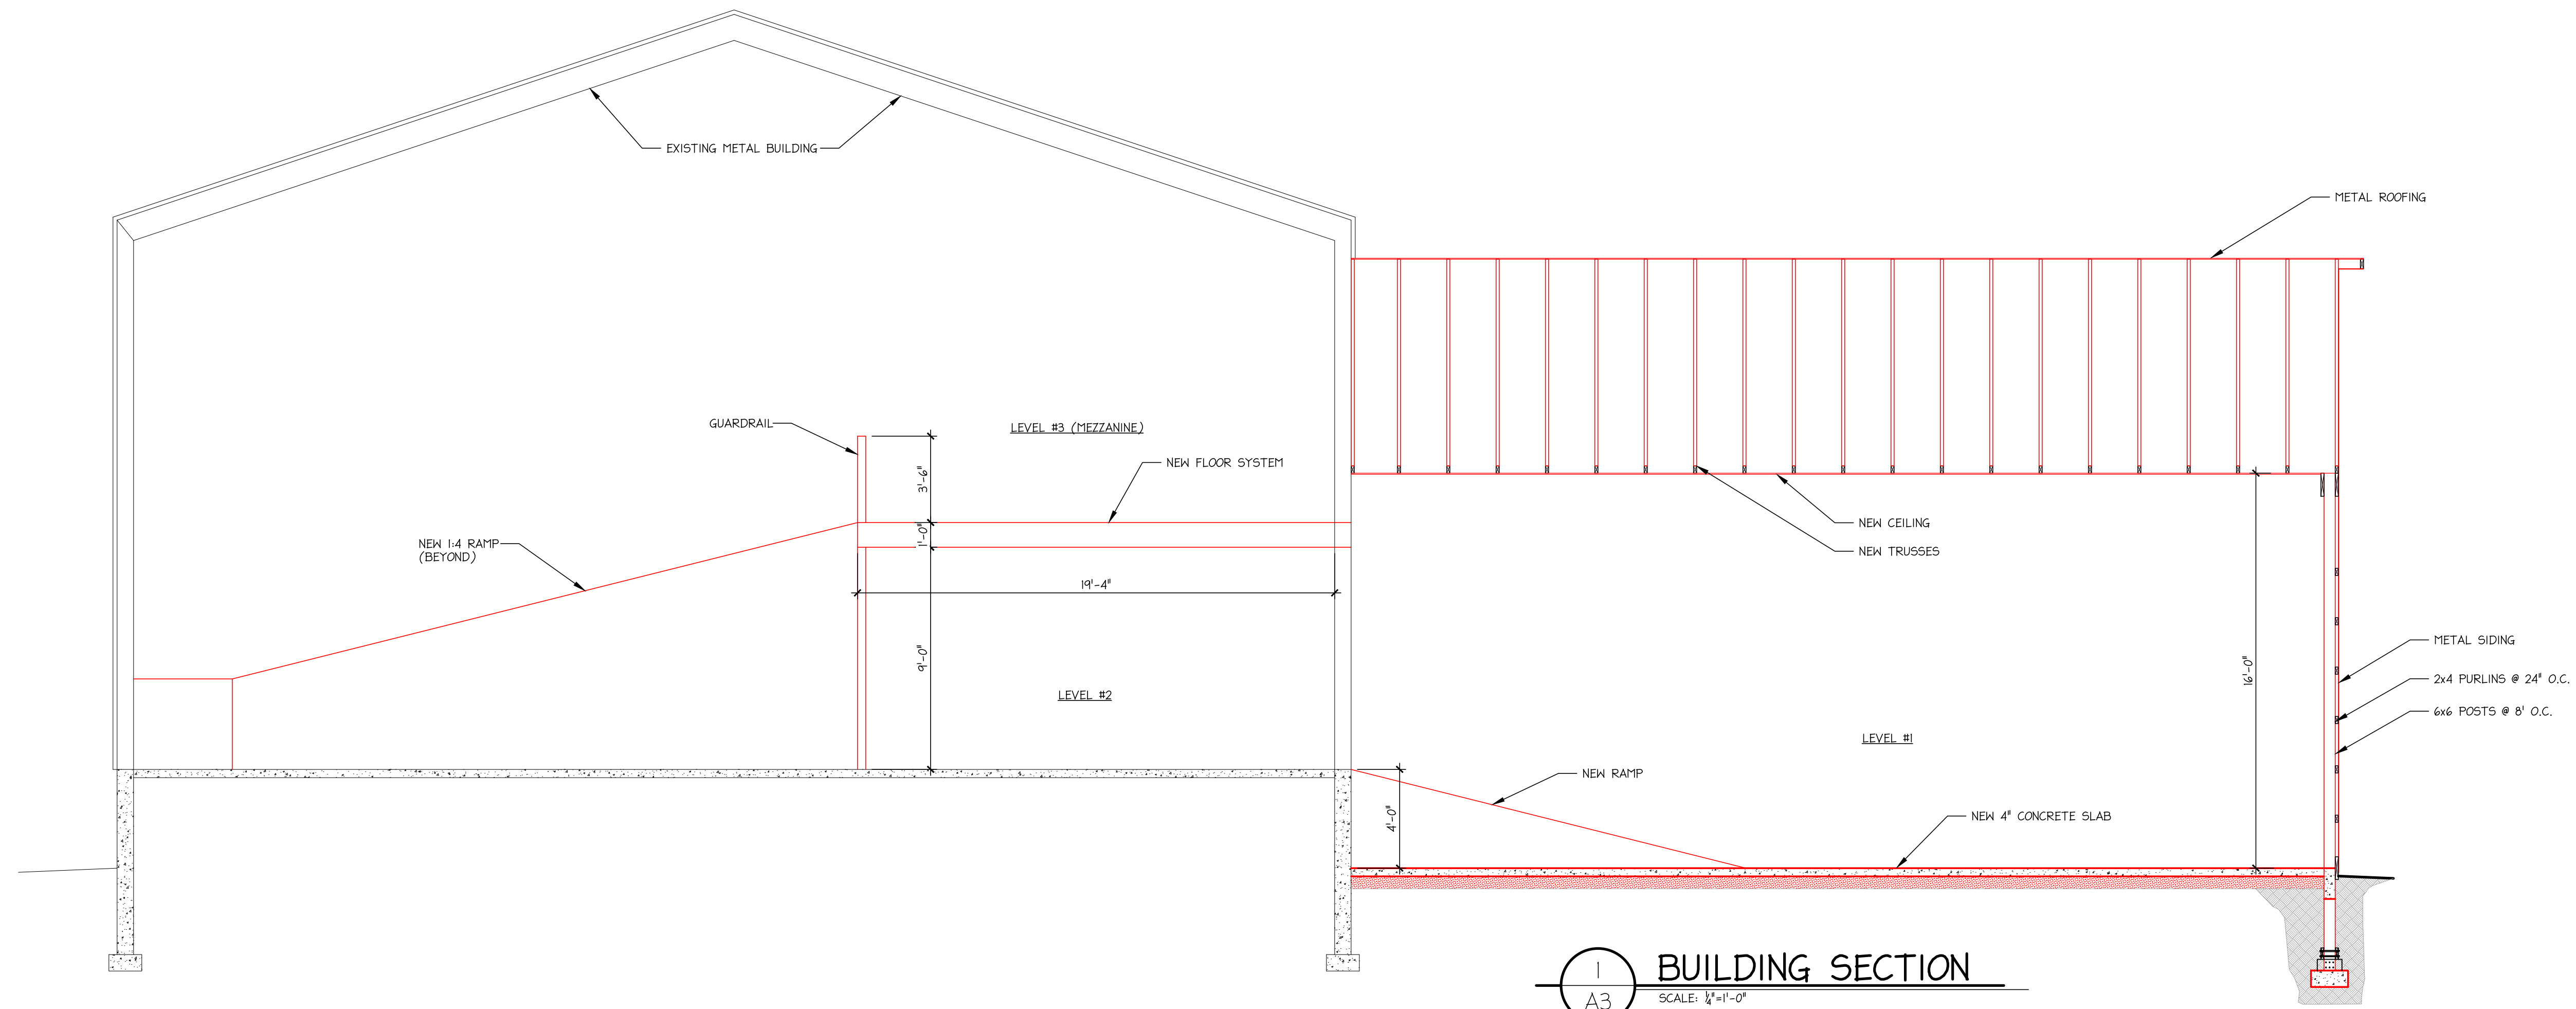 EXISTING METAL BUILDING
METAL ROOFING
GUARDRAIL
LEVEL #3 (MEZZANINE)
NEW FLOOR SYSTEM
3'-6"
1'-0"
NEW 1:4 RAMP
(BEYOND)
19'-4"
9'-0"
LEVEL #2
NEW CEILING
NEW TRUSSES
16'-0"
METAL SIDING
2x4 PURLINS @ 24" O.C.
6x6 POSTS @ 8' O.C.
LEVEL #1
NEW RAMP
4'-0"
NEW 4" CONCRETE SLAB
1
A3
BUILDING SECTION
SCALE: 1/4"=1'-0"